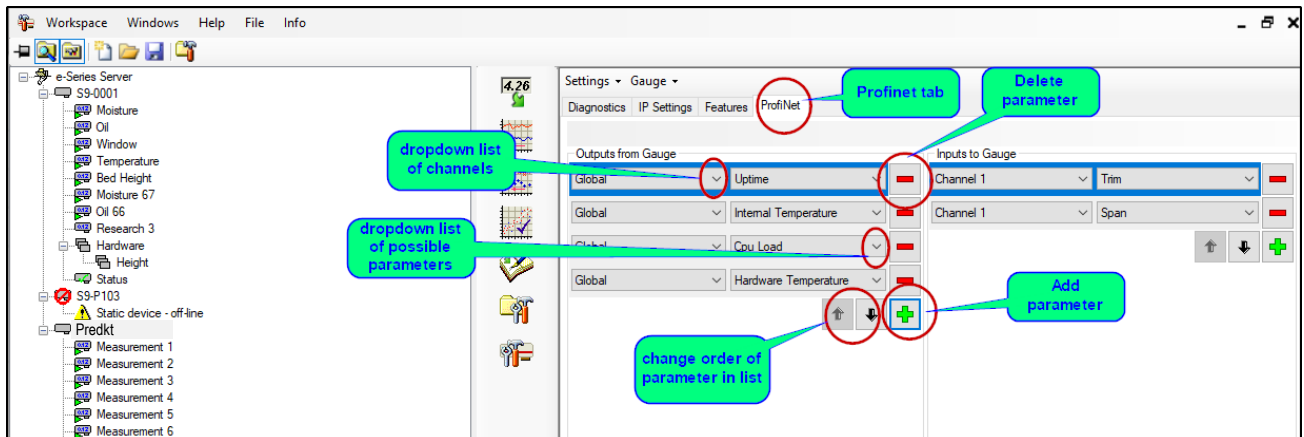 Workspace Windows Help File Info
e-Series Server
S9-0001
Moisture
Oil
Window
Temperature
Bed Height
Moisture 67
Oil 66
Research 3
Hardware
Height
Status
S9-P103
Static device - off-line
Predkt
Measurement 1
Measurement 2
Measurement 3
Measurement 4
Measurement 5
Measurement 6
4.26
Settings Gauge
Diagnostics IP Settings Features ProfiNet
Profinet tab
Delete
parameter
dropdown list
of channels
Outputs from Gauge
Global Uptime
Global Internal Temperature
Global Cpu Load
Global Hardware Temperature
Inputs to Gauge
Channel 1 Trim
Channel 1 Span
dropdown list
of possible
parameters
Add
parameter
change order of
parameter in list